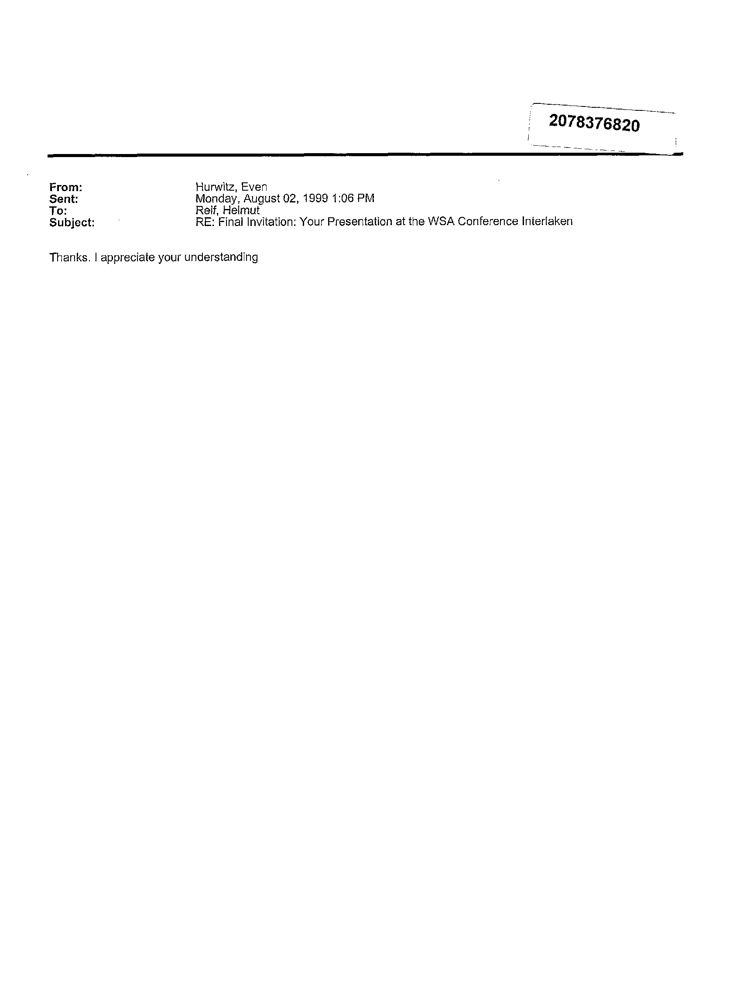 2078376820
From: Hurwitz, Even
Sent: Monday, August 02, 1999 1:06 PM
To: Reif, Helmut
Subject: RE: Final Invitation: Your Presentation at the WSA Conference Interlaken
Thanks. I appreciate your understanding